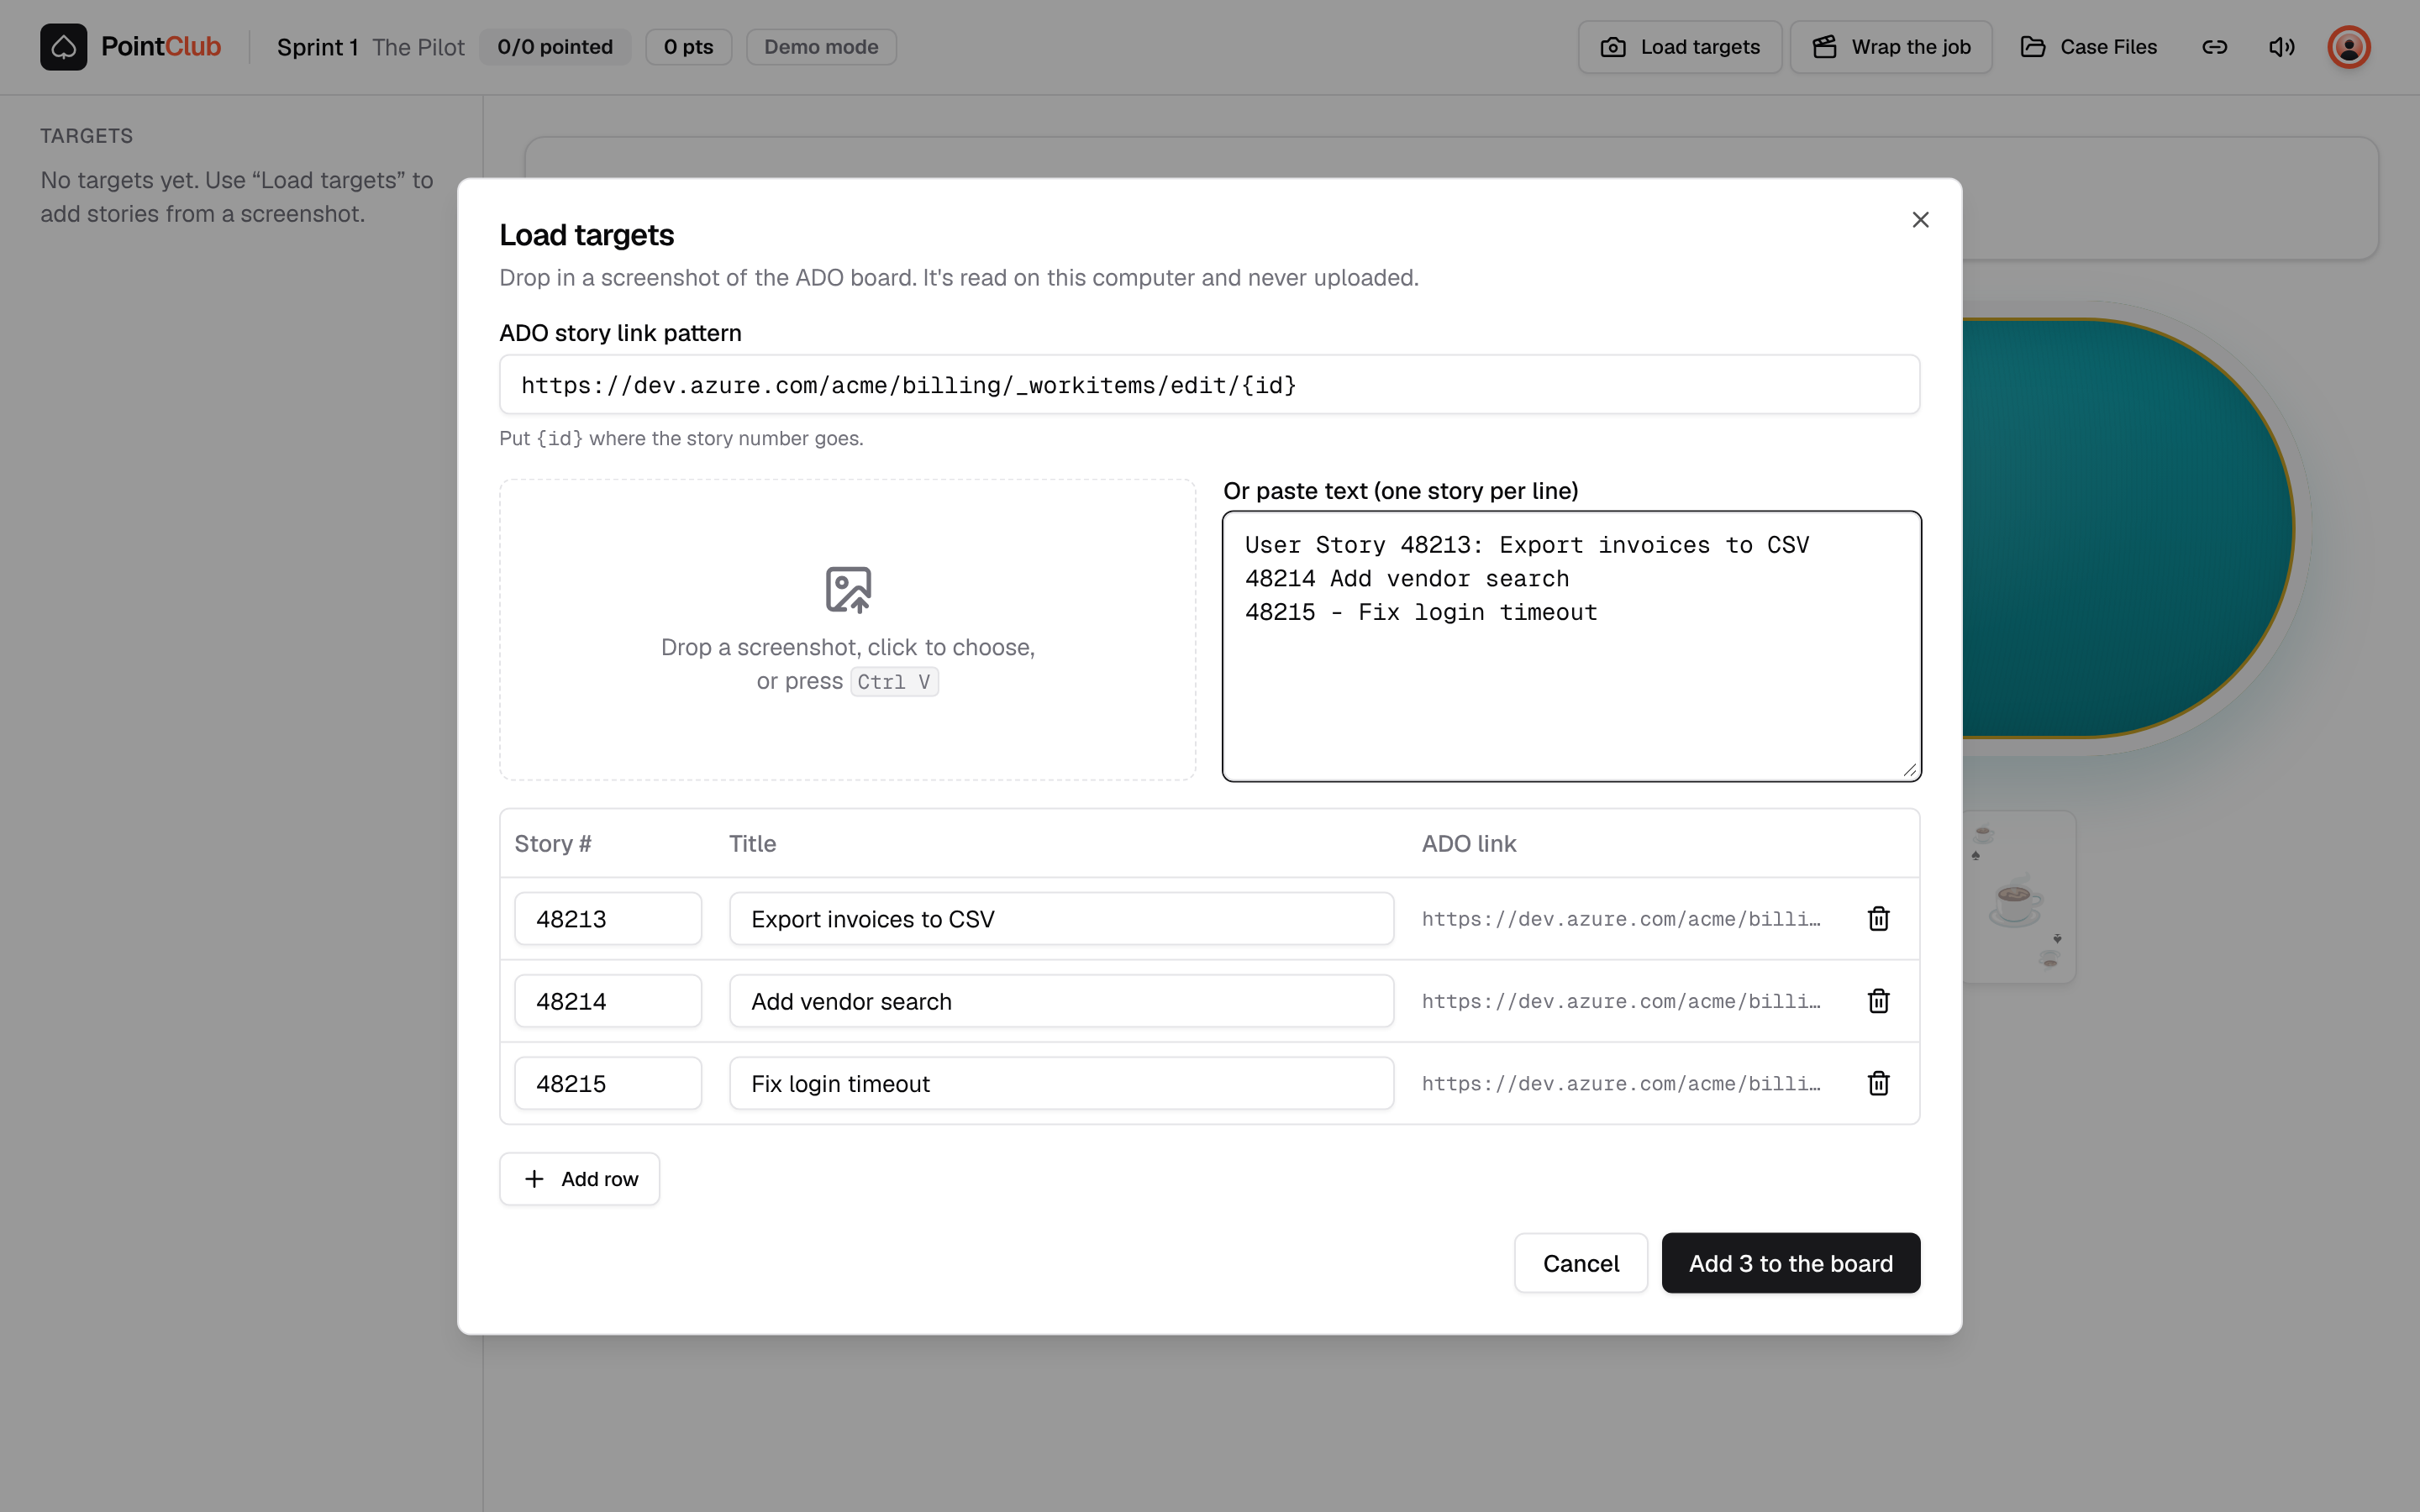 PointClub
Sprint 1 The Pilot
0/0 pointed
0 pts
Demo mode
Load targets
Wrap the job
Case Files
TARGETS
No targets yet. Use “Load targets” to
add stories from a screenshot.
Load targets
Drop in a screenshot of the ADO board. It's read on this computer and never uploaded.
ADO story link pattern
https://dev.azure.com/acme/billing/_workitems/edit/{id}
Put {id} where the story number goes.
Drop a screenshot, click to choose,
or press Ctrl V
Or paste text (one story per line)
User Story 48213: Export invoices to CSV
48214 Add vendor search
48215 - Fix login timeout
Story # Title ADO link
48213 Export invoices to CSV https://dev.azure.com/acme/billi…
48214 Add vendor search https://dev.azure.com/acme/billi…
48215 Fix login timeout https://dev.azure.com/acme/billi…
Add row
Cancel
Add 3 to the board